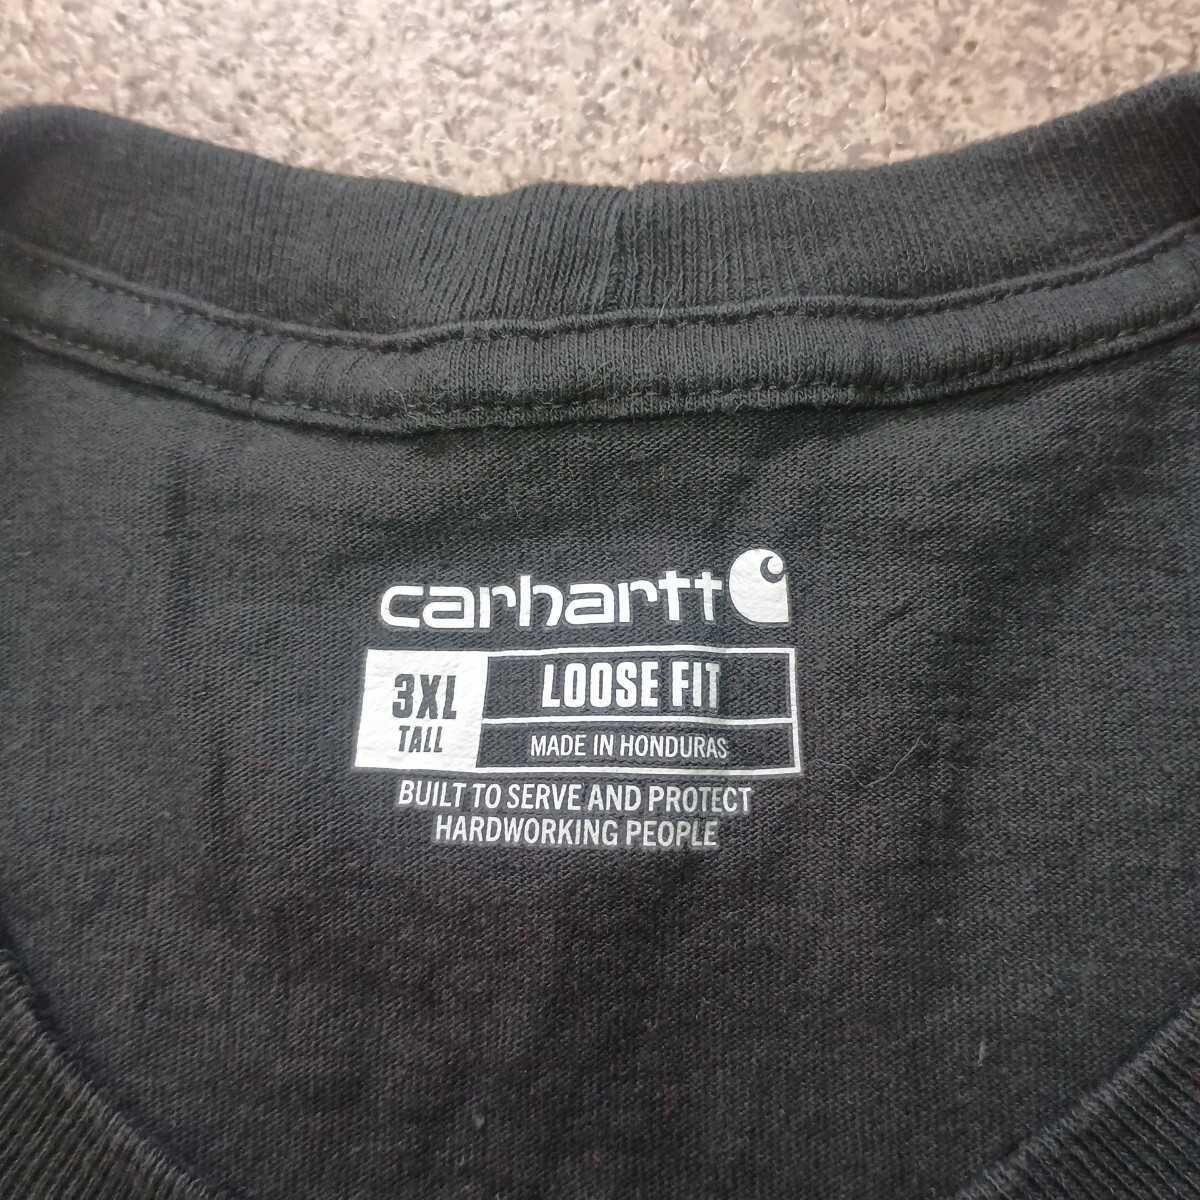 carhartt
3XL
TALL
LOOSE FIT
MADE IN HONDURAS
BUILT TO SERVE AND PROTECT
HARDWORKING PEOPLE